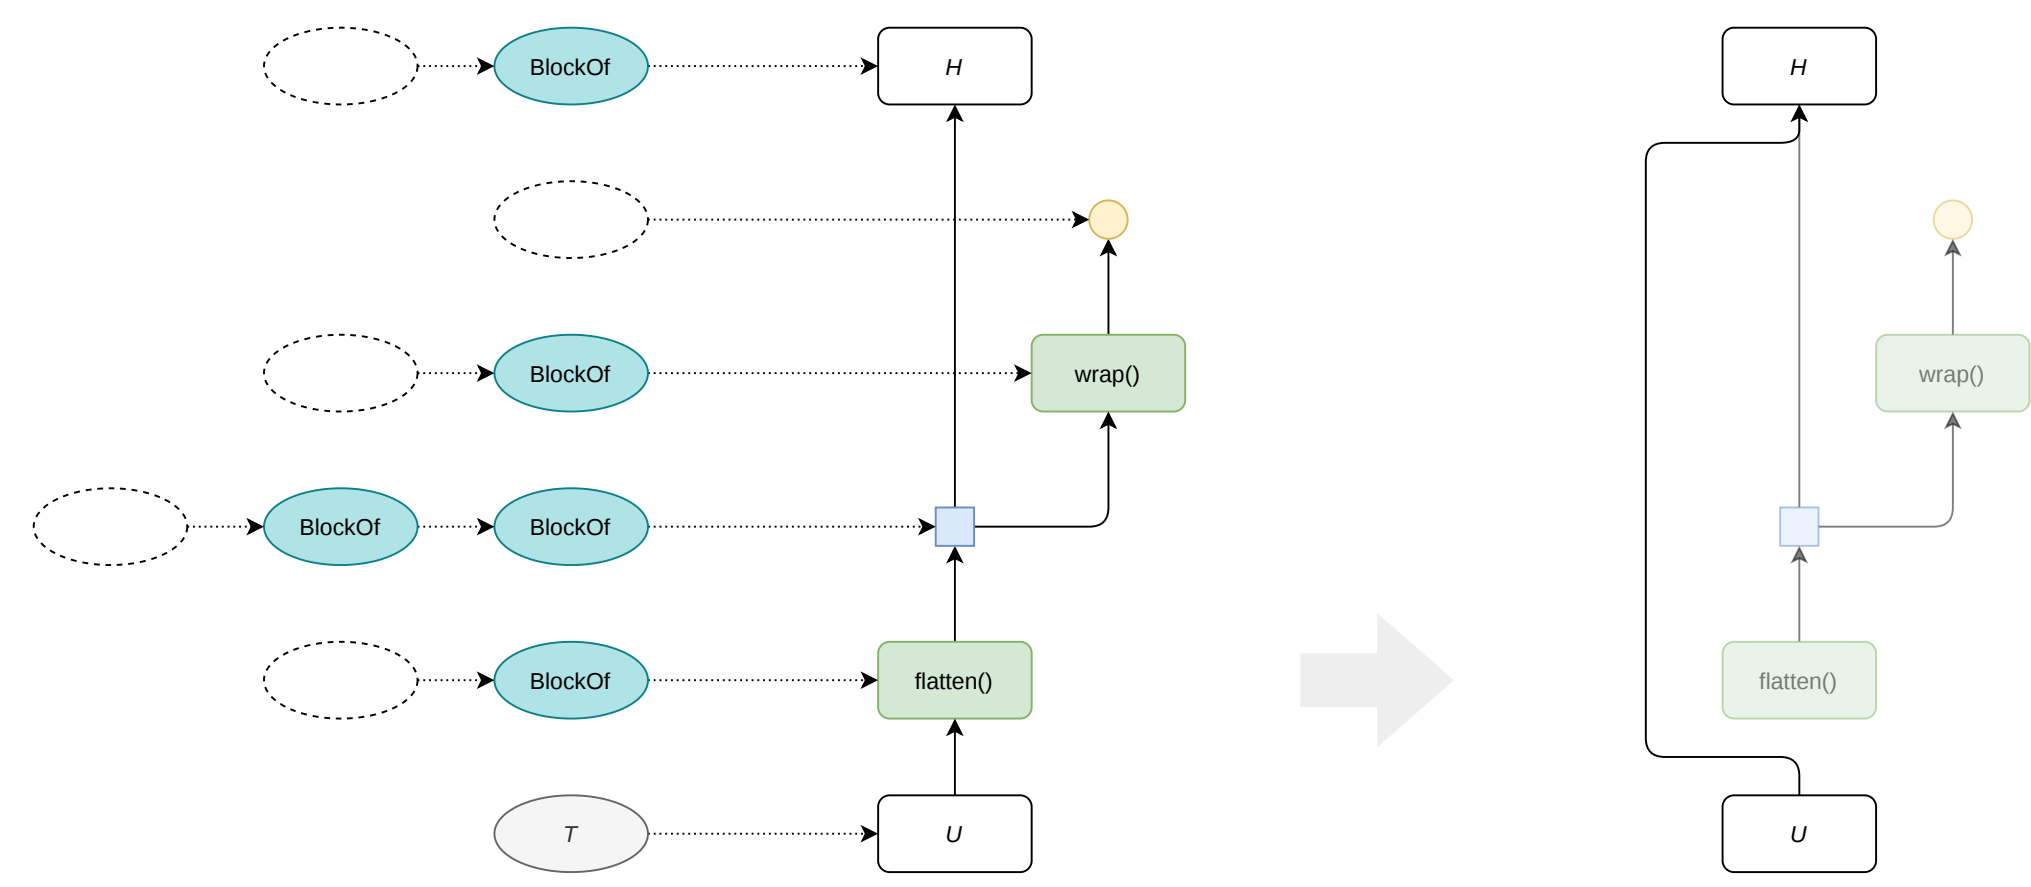 BlockOf
H
H
BlockOf
wrap()
wrap()
BlockOf
BlockOf
BlockOf
flatten()
flatten()
T
U
U